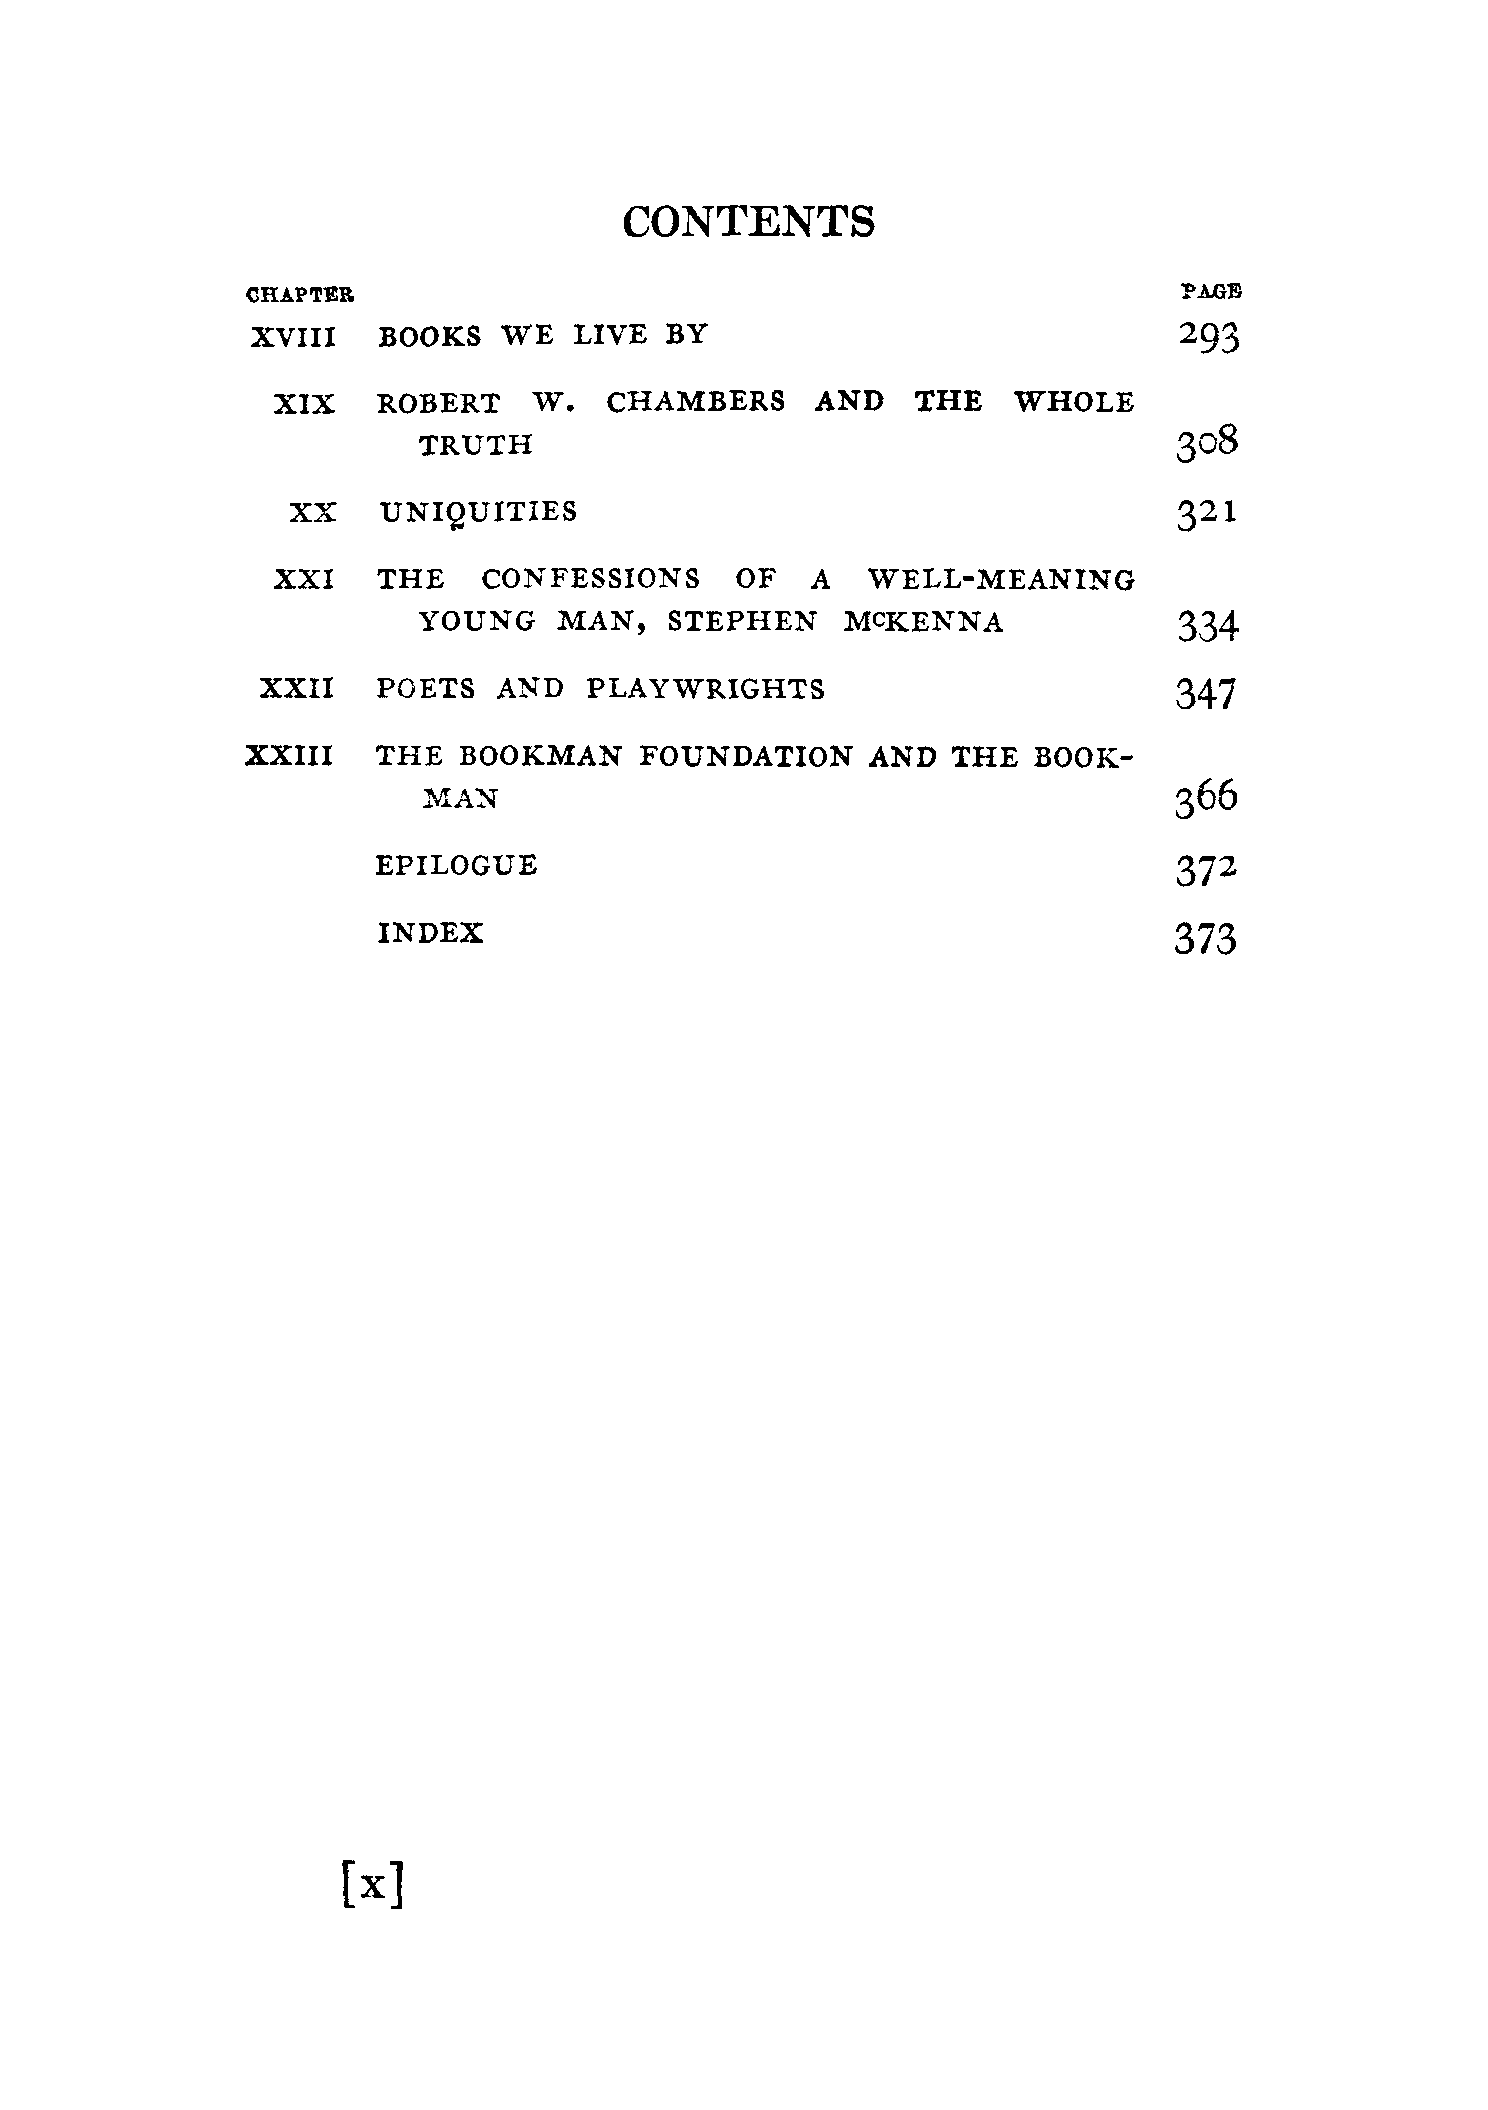 CONTENTS
CHAPTER PAGE
XVIII BOOKS WE LIVE BY 293
XIX ROBERT W. CHAMBERS AND THE WHOLE
TRUTH 308
XX UNIQUITIES 321
XXI THE CONFESSIONS OF A WELL-MEANING
YOUNG MAN, STEPHEN McKENNA 334
XXII POETS AND PLAYWRIGHTS 347
XXIII THE BOOKMAN FOUNDATION AND THE BOOK-
MAN 366
EPILOGUE 372
INDEX 373
[x]